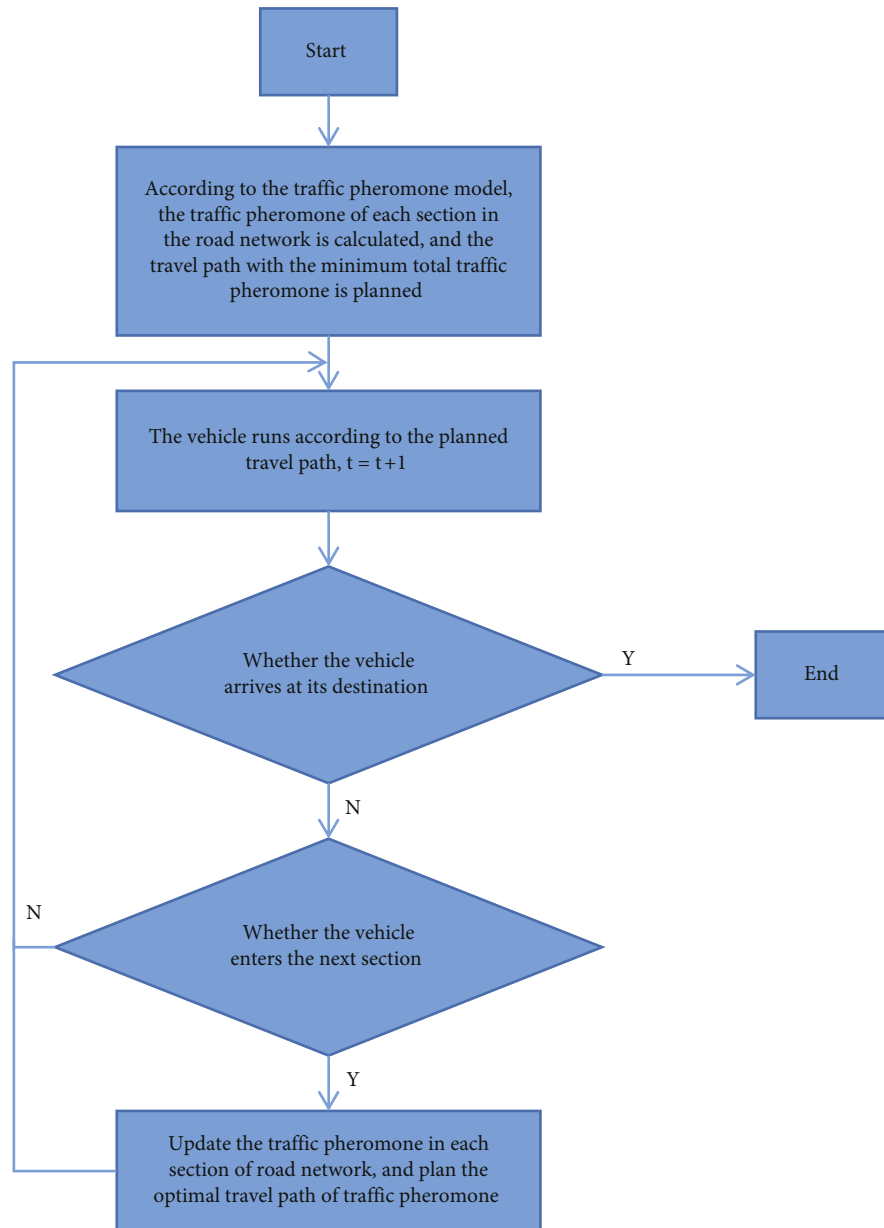 Start
According to the traffic pheromone model,
the traffic pheromone of each section in
the road network is calculated, and the
travel path with the minimum total traffic
pheromone is planned
The vehicle runs according to the planned
travel path, t = t+1
Whether the vehicle
arrives at its destination
Y
End
N
Whether the vehicle
enters the next section
N
Y
Update the traffic pheromone in each
section of road network, and plan the
optimal travel path of traffic pheromone